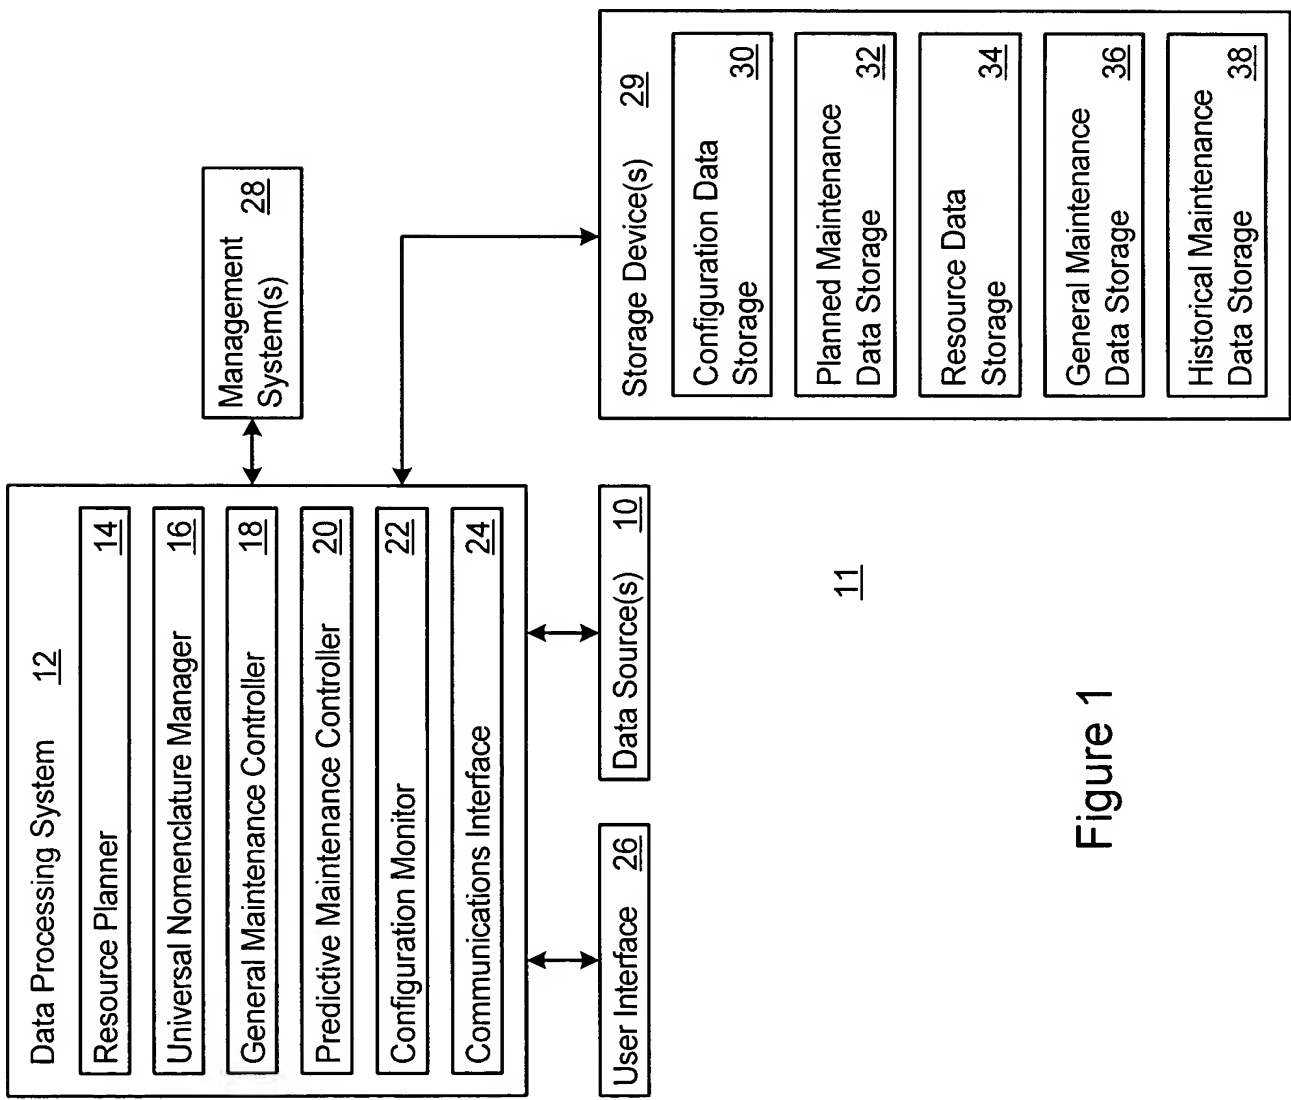 Data Processing System 12
Resource Planner 14
Universal Nomenclature Manager 16
General Maintenance Controller 18
Predictive Maintenance Controller 20
Configuration Monitor 22
Communications Interface 24
User Interface 26
Data Source(s) 10
Management
System(s) 28
Storage Device(s) 29
Configuration Data
Storage 30
Planned Maintenance
Data Storage 32
Resource Data
Storage 34
General Maintenance
Data Storage 36
Historical Maintenance
Data Storage 38
11
Figure 1